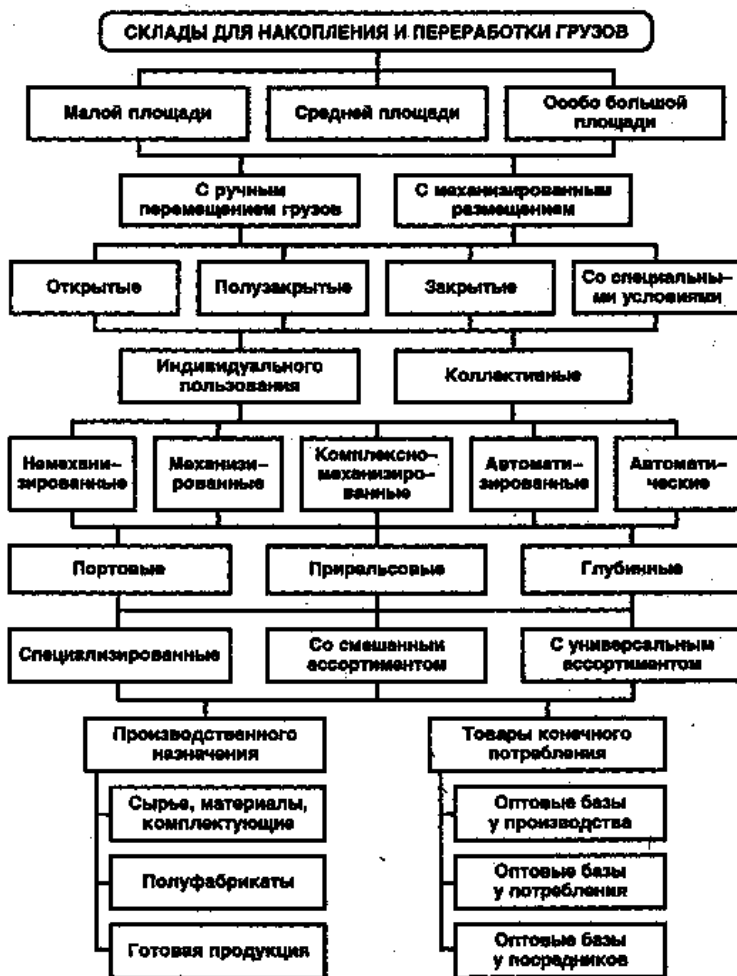 СКЛАДЫ ДЛЯ НАКОПЛЕНИЯ И ПЕРЕРАБОТКИ ГРУЗОВ
Малой площади
Средней площади
Особо большой
площади
С ручным
перемещением грузов
С механизированным
размещением
Открытые
Полузакрытые
Закрытые
Со специальны-
ми условиями
Индивидуального
пользования
Коллективные
Немехани-
зированные
Механизи-
рованные
Комплексно-
механизиро-
ванные
Автомати-
зированные
Автомати-
ческие
Портовые
Прирельсовые
Глубинные
Специализированные
Со смешанным
ассортиментом
С универсальным
ассортиментом
Производственного
назначения
Товары конечного
потребления
Сырье, материалы,
комплектующие
Оптовые базы
у производства
Полуфабрикаты
Оптовые базы
у потребления
Готовая продукция
Оптовые базы
у посредников